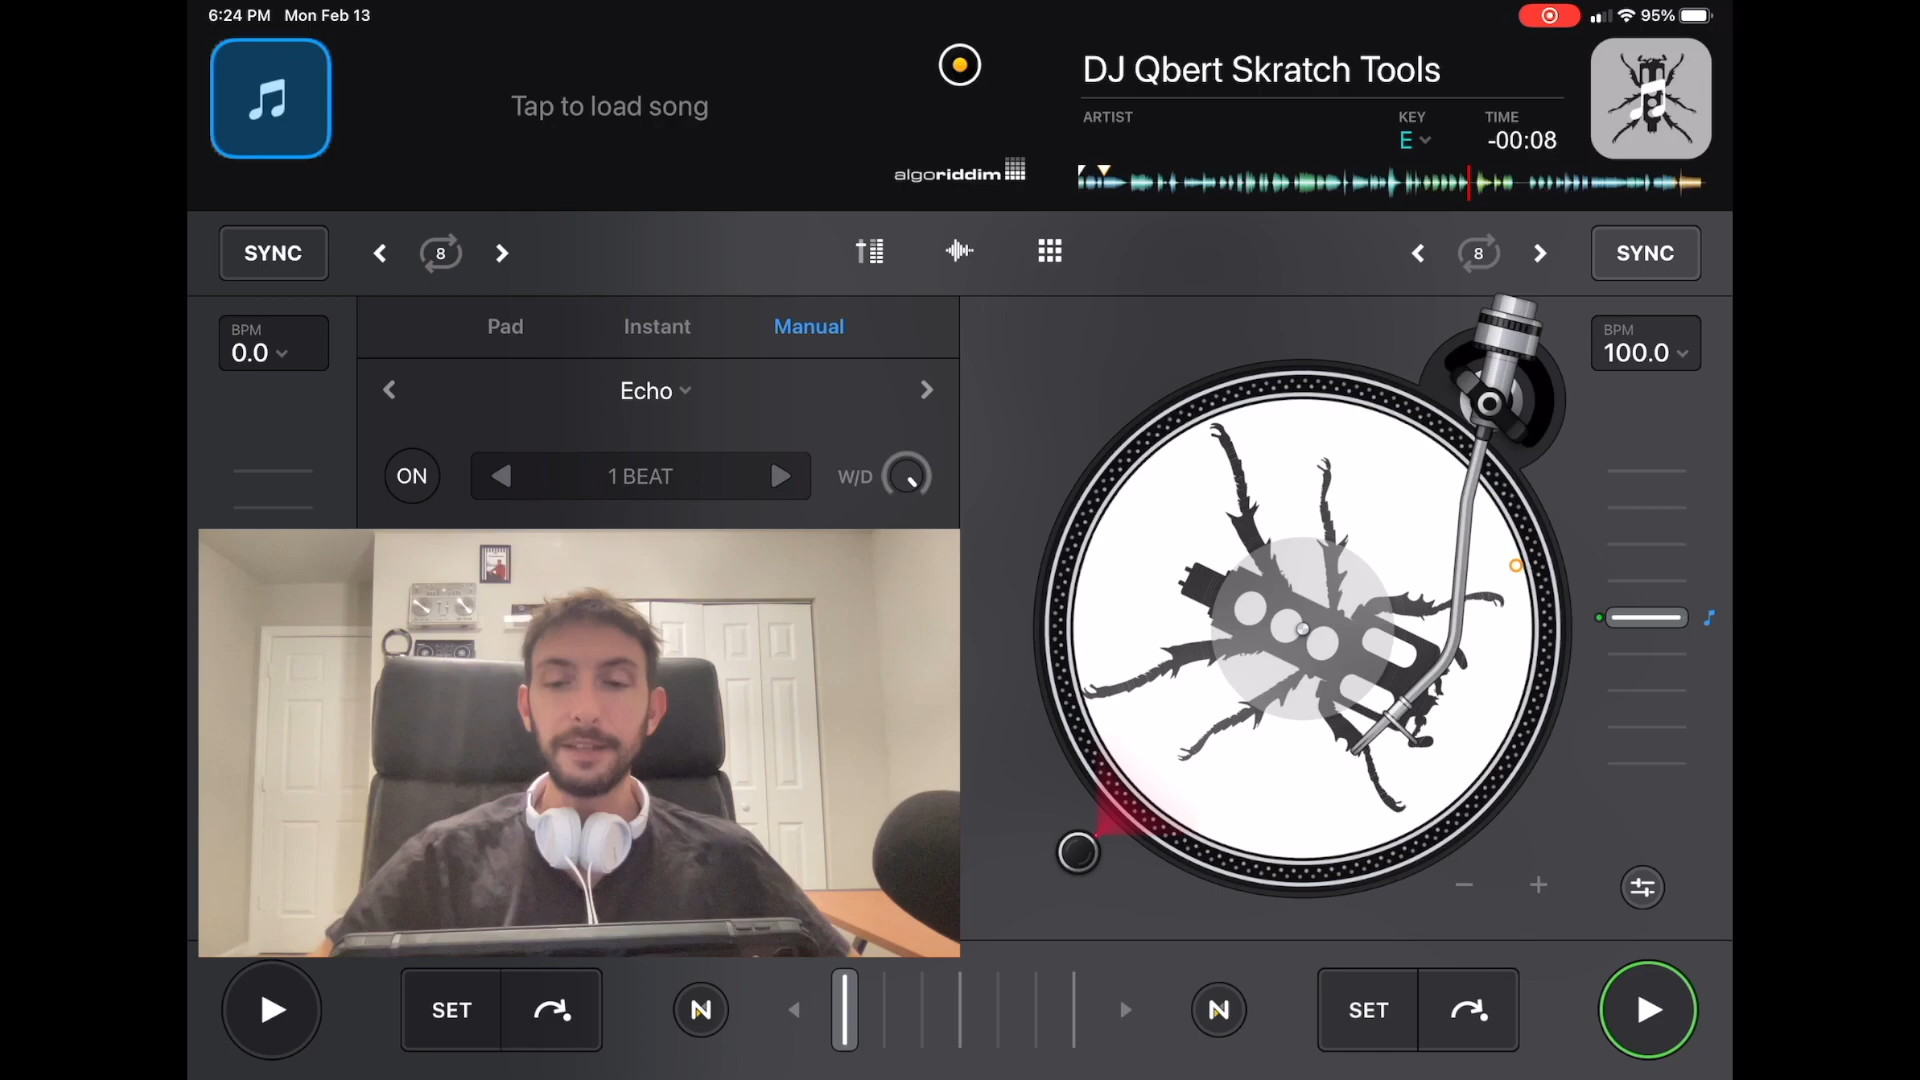 6:24 PM Mon Feb 13
95%
Tap to load song
algoriddim
DJ Qbert Skratch Tools
ARTIST
KEY
TIME
E
-00:08
SYNC
8
8
SYNC
BPM
0.0
Pad
Instant
Manual
BPM
100.0
Echo
ON
1 BEAT
W/D
SET
N
N
SET